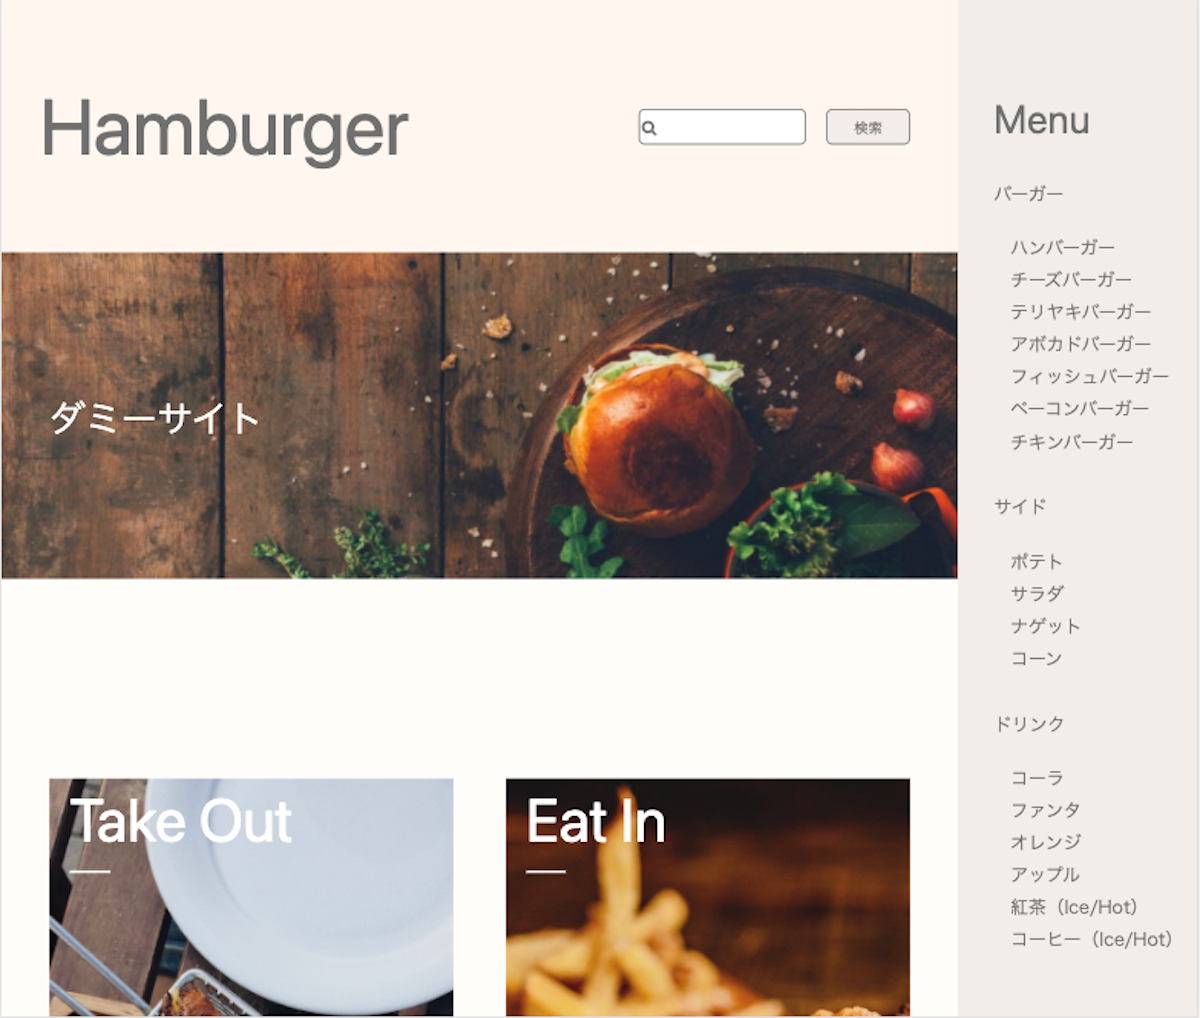 Hamburger
検索
ダミーサイト
Take Out
Eat In
Menu
バーガー
ハンバーガー
チーズバーガー
テリヤキバーガー
アボカドバーガー
フィッシュバーガー
ベーコンバーガー
チキンバーガー
サイド
ポテト
サラダ
ナゲット
コーン
ドリンク
コーラ
ファンタ
オレンジ
アップル
紅茶（Ice/Hot）
コーヒー（Ice/Hot）